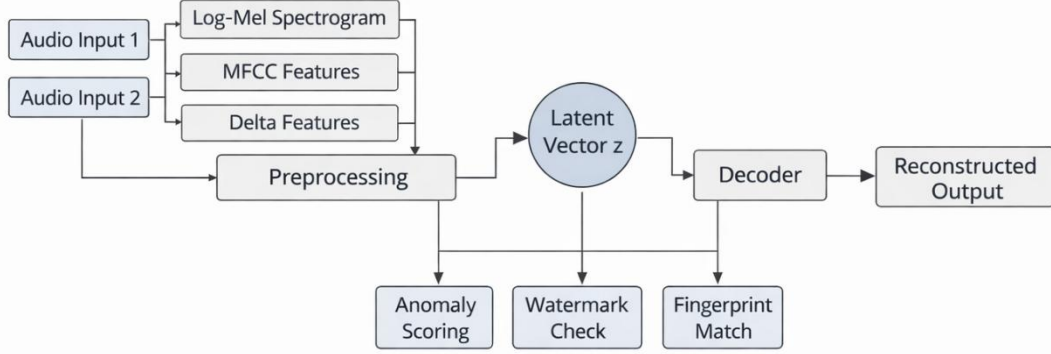 Audio Input 1
Audio Input 2
Log-Mel Spectrogram
MFCC Features
Delta Features
Preprocessing
Latent
Vector z
Decoder
Reconstructed
Output
Anomaly
Scoring
Watermark
Check
Fingerprint
Match